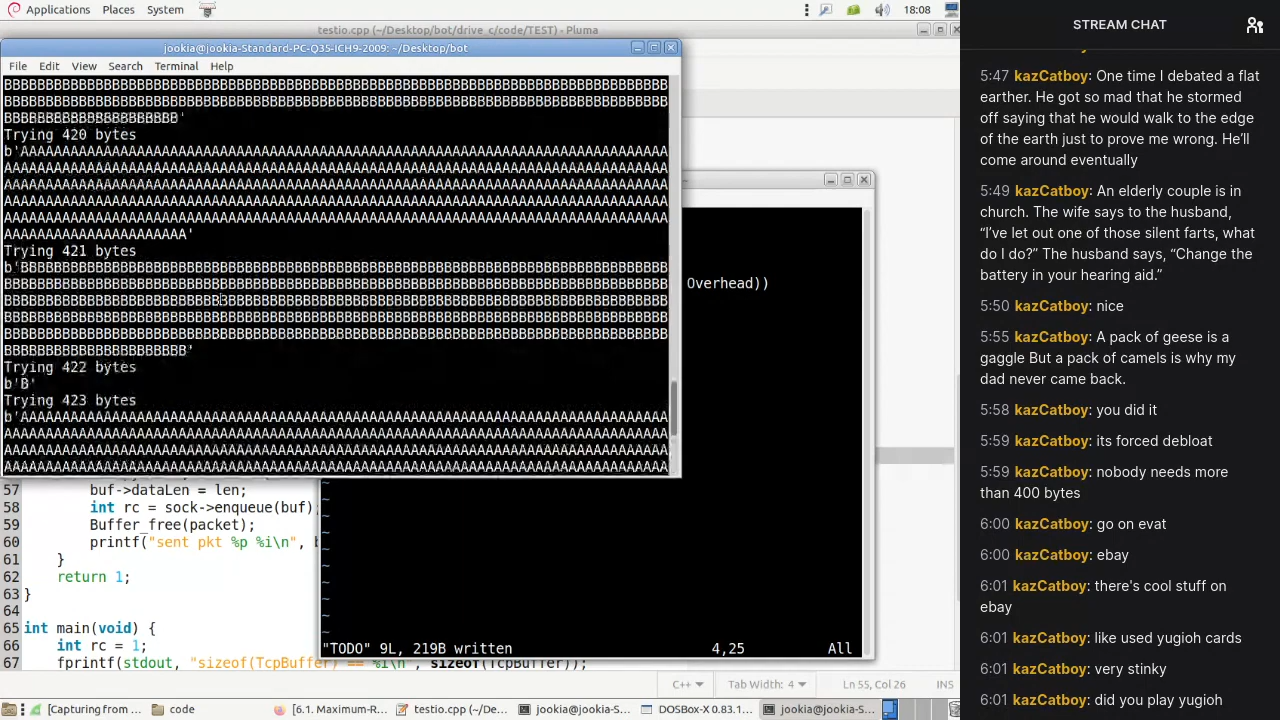 Applications Places System
18:08
testio.cpp (~/Desktop/bot/drive_c/code/TEST) - Pluma
jookia@jookia-Standard-PC-Q35-ICH9-2009: ~/Desktop/bot
File Edit View Search Terminal Help
Trying 420 bytes
Trying 421 bytes
Trying 422 bytes
b'B'
Trying 423 bytes
Overhead))
57 buf->dataLen = len;
58 int rc = sock->enqueue(buf);
59 Buffer_free(packet);
60 printf("sent pkt %p %i\n",
61 }
62 return 1;
63 }
64
65 int main(void) {
66 int rc = 1;
67 fprintf(stdout, "sizeof(TcpBuffer) == %i\n", sizeof(TcpBuffer));
~
~
~
~
~
~
~
~
~
~
"TODO" 9L, 219B written 4,25 All
C++ Tab Width: 4 Ln 55, Col 26 INS
[Capturing from ... code [6.1. Maximum-R... testio.cpp (~/De... jookia@jookia-S... DOSBox-X 0.83.1... jookia@jookia-S...
STREAM CHAT
5:47 kazCatboy: One time I debated a flat
earther. He got so mad that he stormed
off saying that he would walk to the edge
of the earth just to prove me wrong. He'll
come around eventually
5:49 kazCatboy: An elderly couple is in
church. The wife says to the husband,
“I've let out one of those silent farts, what
do I do?” The husband says, “Change the
battery in your hearing aid.”
5:50 kazCatboy: nice
5:55 kazCatboy: A pack of geese is a
gaggle But a pack of camels is why my
dad never came back.
5:58 kazCatboy: you did it
5:59 kazCatboy: its forced debloat
5:59 kazCatboy: nobody needs more
than 400 bytes
6:00 kazCatboy: go on evat
6:00 kazCatboy: ebay
6:01 kazCatboy: there's cool stuff on
ebay
6:01 kazCatboy: like used yugioh cards
6:01 kazCatboy: very stinky
6:01 kazCatboy: did you play yugioh